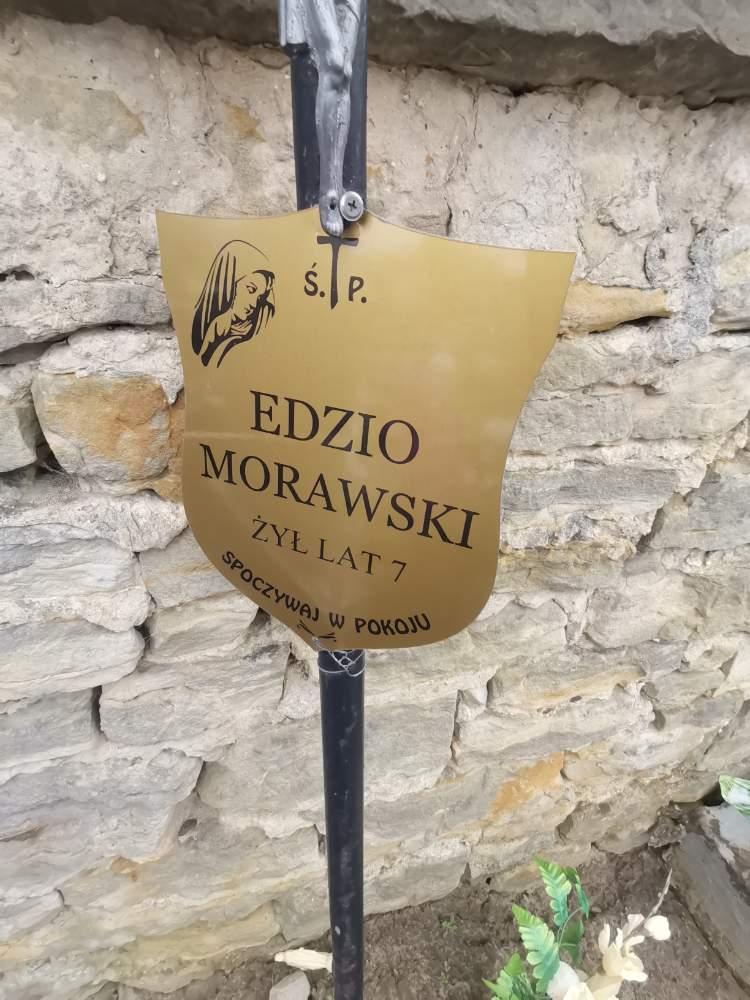 Ś. P.
EDZIO
MORAWSKI
ŻYŁ LAT 7
SPOCZYWAJ W POKOJU